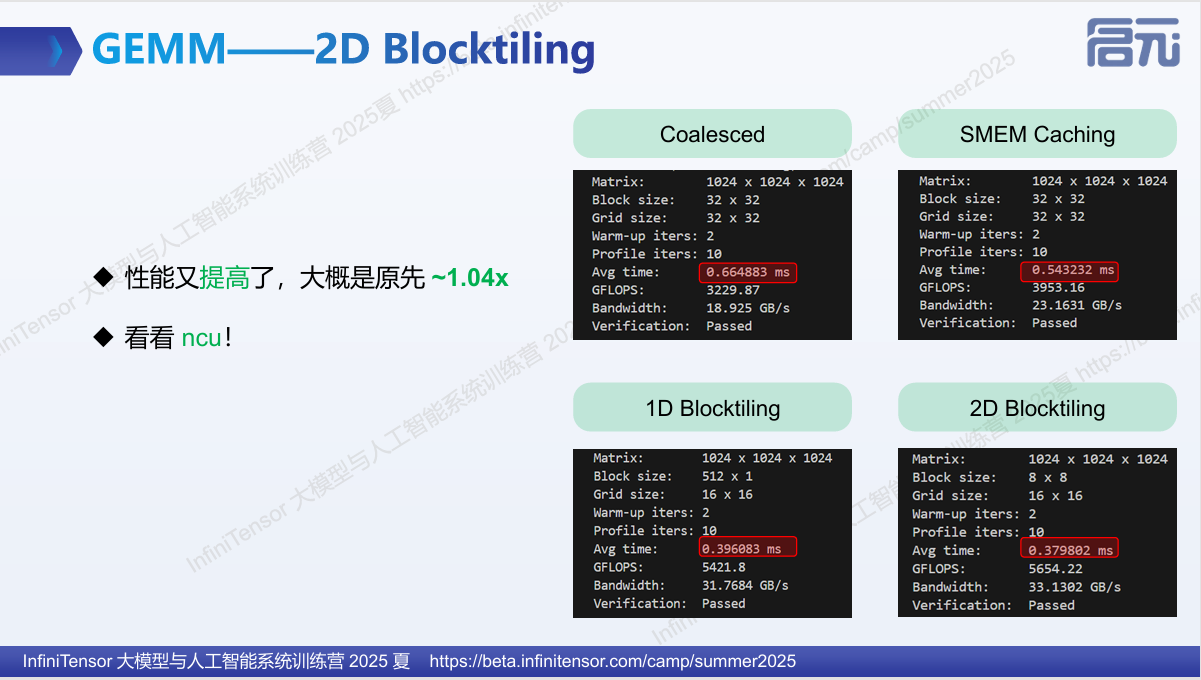 GEMM——2D Blocktiling
启元
◆ 性能又提高了，大概是原先 ~1.04x
◆ 看看 ncu！
Coalesced
Matrix: 1024 x 1024 x 1024
Block size: 32 x 32
Grid size: 32 x 32
Warm-up iters: 2
Profile iters: 10
Avg time: 0.664883 ms
GFLOPS: 3229.87
Bandwidth: 18.925 GB/s
Verification: Passed
SMEM Caching
Matrix: 1024 x 1024 x 1024
Block size: 32 x 32
Grid size: 32 x 32
Warm-up iters: 2
Profile iters: 10
Avg time: 0.543232 ms
GFLOPS: 3953.16
Bandwidth: 23.1631 GB/s
Verification: Passed
1D Blocktiling
Matrix: 1024 x 1024 x 1024
Block size: 512 x 1
Grid size: 16 x 16
Warm-up iters: 2
Profile iters: 10
Avg time: 0.396083 ms
GFLOPS: 5421.8
Bandwidth: 31.7684 GB/s
Verification: Passed
2D Blocktiling
Matrix: 1024 x 1024 x 1024
Block size: 8 x 8
Grid size: 16 x 16
Warm-up iters: 2
Profile iters: 10
Avg time: 0.379802 ms
GFLOPS: 5654.22
Bandwidth: 33.1302 GB/s
Verification: Passed
InfiniTensor 大模型与人工智能系统训练营 2025 夏 https://beta.infinitensor.com/camp/summer2025